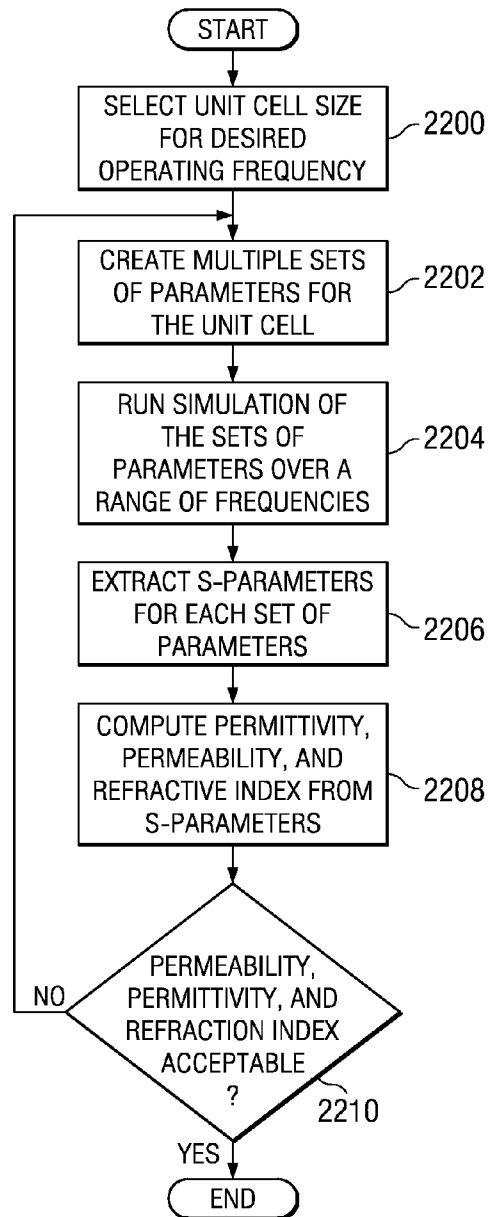 START
SELECT UNIT CELL SIZE
FOR DESIRED
OPERATING FREQUENCY
2200
CREATE MULTIPLE SETS
OF PARAMETERS FOR
THE UNIT CELL
2202
RUN SIMULATION OF
THE SETS OF
PARAMETERS OVER A
RANGE OF FREQUENCIES
2204
EXTRACT S-PARAMETERS
FOR EACH SET OF
PARAMETERS
2206
COMPUTE PERMITTIVITY,
PERMEABILITY, AND
REFRACTIVE INDEX FROM
S-PARAMETERS
2208
PERMEABILITY,
PERMITTIVITY, AND
REFRACTION INDEX
ACCEPTABLE
?
NO
2210
YES
END